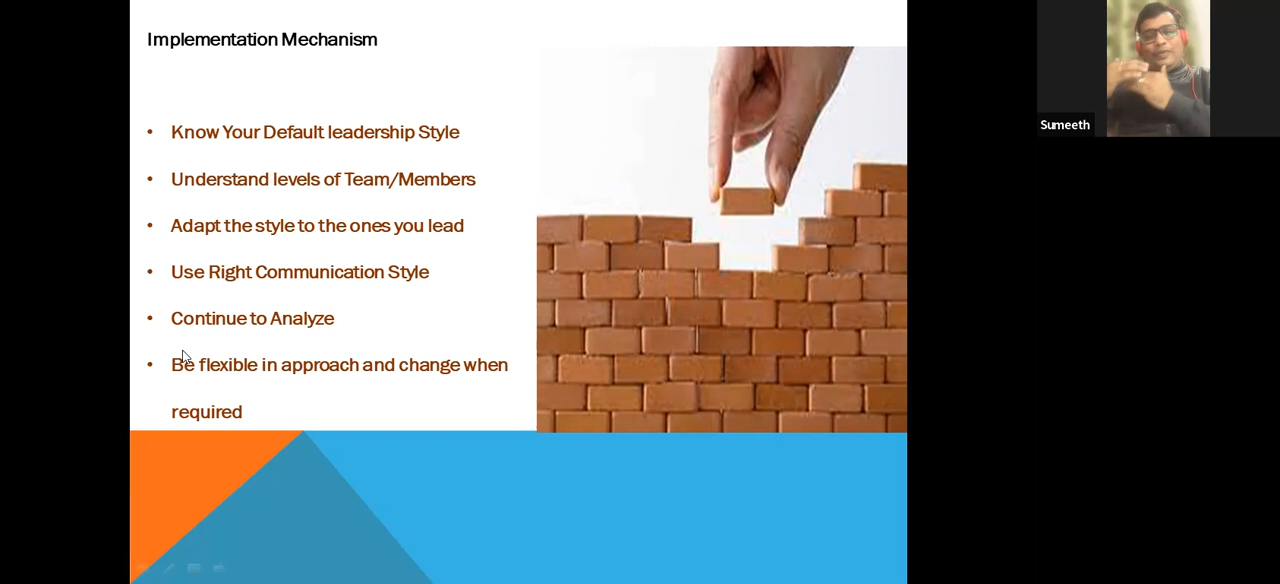 Implementation Mechanism
• Know Your Default leadership Style
• Understand levels of Team/Members
• Adapt the style to the ones you lead
• Use Right Communication Style
• Continue to Analyze
• Be flexible in approach and change when
required
Sumeeth